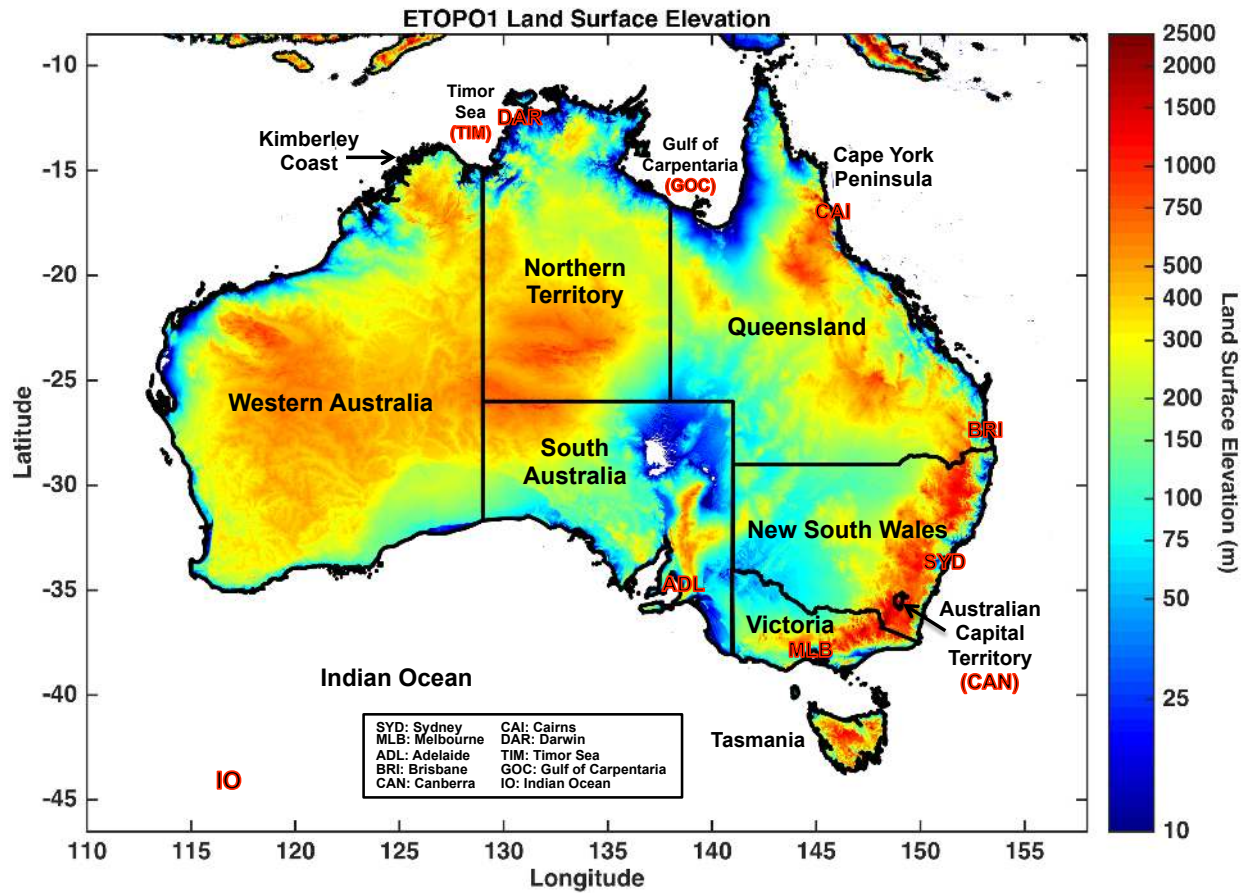 ETOPO1 Land Surface Elevation
-10
-15
-20
-25
-30
-35
-40
-45
Latitude
110
115
120
125
130
135
140
145
150
155
Longitude
Timor
Sea
(TIM)
DAR
Kimberley
Coast
Gulf of
Carpentaria
(GOC)
Cape York
Peninsula
CAI
Northern
Territory
Queensland
Western Australia
South
Australia
BRI
New South Wales
SYD
ADL
Victoria
MLB
Australian
Capital
Territory
(CAN)
Indian Ocean
Tasmania
IO
SYD: Sydney CAI: Cairns
MLB: Melbourne DAR: Darwin
ADL: Adelaide TIM: Timor Sea
BRI: Brisbane GOC: Gulf of Carpentaria
CAN: Canberra IO: Indian Ocean
2500
2000
1500
1000
750
500
400
300
200
150
100
75
50
25
10
Land Surface Elevation (m)